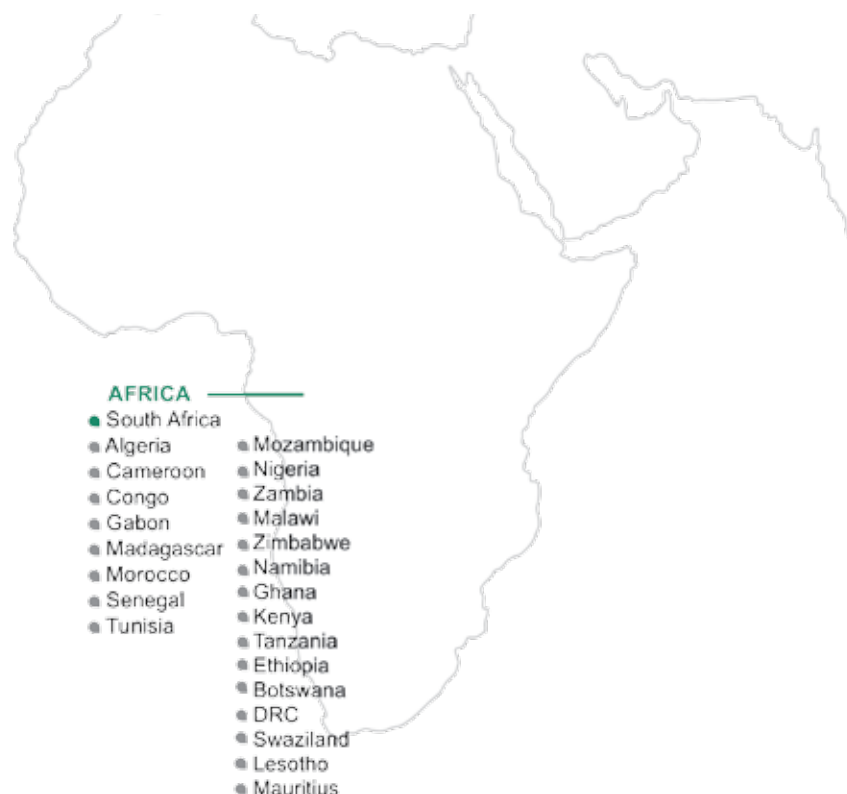 AFRICA
South Africa
Algeria
Cameroon
Congo
Gabon
Madagascar
Morocco
Senegal
Tunisia
Mozambique
Nigeria
Zambia
Malawi
Zimbabwe
Namibia
Ghana
Kenya
Tanzania
Ethiopia
Botswana
DRC
Swaziland
Lesotho
Mauritius